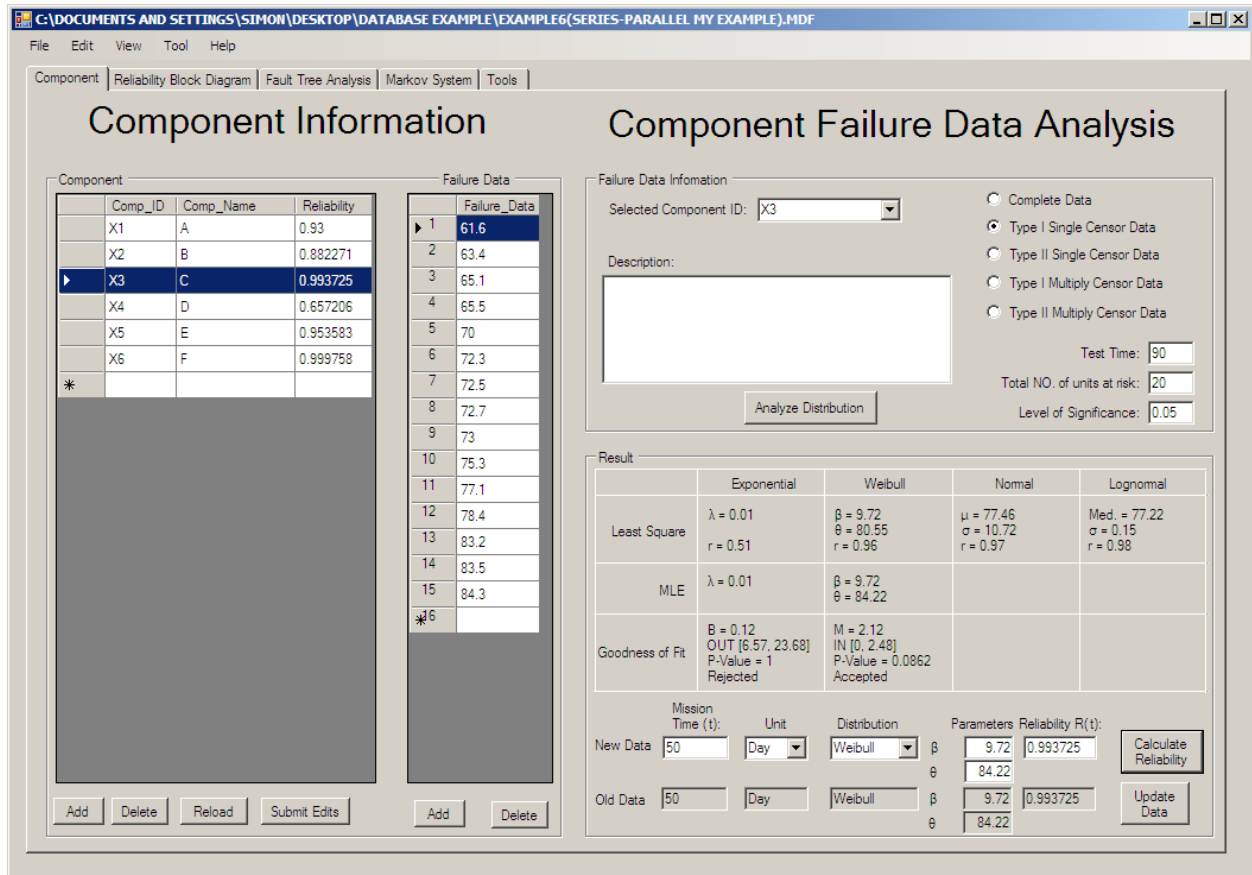 C:\DOCUMENTS AND SETTINGS\SIMON\DESKTOP\DATABASE EXAMPLE\EXAMPLE6(SERIES-PARALLEL MY EXAMPLE).MDF
File Edit View Tool Help
Component Reliability Block Diagram Fault Tree Analysis Markov System Tools
Component Information
Component
Comp_ID Comp_Name Reliability
X1 A 0.93
X2 B 0.882271
X3 C 0.993725
X4 D 0.657206
X5 E 0.953583
X6 F 0.999758
Add Delete Reload Submit Edits
Failure Data
Failure_Data
1 61.6
2 63.4
3 65.1
4 65.5
5 70
6 72.3
7 72.5
8 72.7
9 73
10 75.3
11 77.1
12 78.4
13 83.2
14 83.5
15 84.3
16
Add Delete
Component Failure Data Analysis
Failure Data Infomation
Selected Component ID: X3
Description:
Analyze Distribution
Complete Data
Type I Single Censor Data
Type II Single Censor Data
Type I Multiply Censor Data
Type II Multiply Censor Data
Test Time: 90
Total NO. of units at risk: 20
Level of Significance: 0.05
Result
Exponential Weibull Normal Lognormal
Least Square
λ = 0.01
r = 0.51
β = 9.72
θ = 80.55
r = 0.96
μ = 77.46
σ = 10.72
r = 0.97
Med. = 77.22
σ = 0.15
r = 0.98
MLE
λ = 0.01
β = 9.72
θ = 84.22
Goodness of Fit
B = 0.12
OUT [6.57, 23.68]
P-Value = 1
Rejected
M = 2.12
IN [0, 2.48]
P-Value = 0.0862
Accepted
Mission
Time (t): Unit Distribution Parameters Reliability R(t):
New Data 50 Day Weibull β 9.72 0.993725
θ 84.22
Calculate
Reliability
Old Data 50 Day Weibull β 9.72 0.993725
θ 84.22
Update
Data